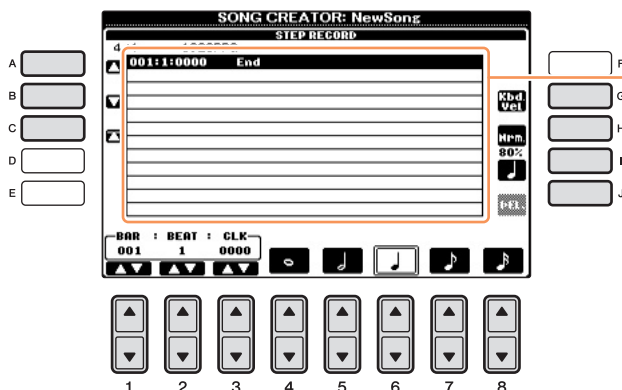 SONG CREATOR: NewSong
STEP RECORD
001:1:0000 End
A
B
C
D
E
F
G
H
I
J
Kbd
Vel
Nrm.
80%
DEL.
BAR : BEAT : CLK
001 1 0000
1 2 3 4 5 6 7 8